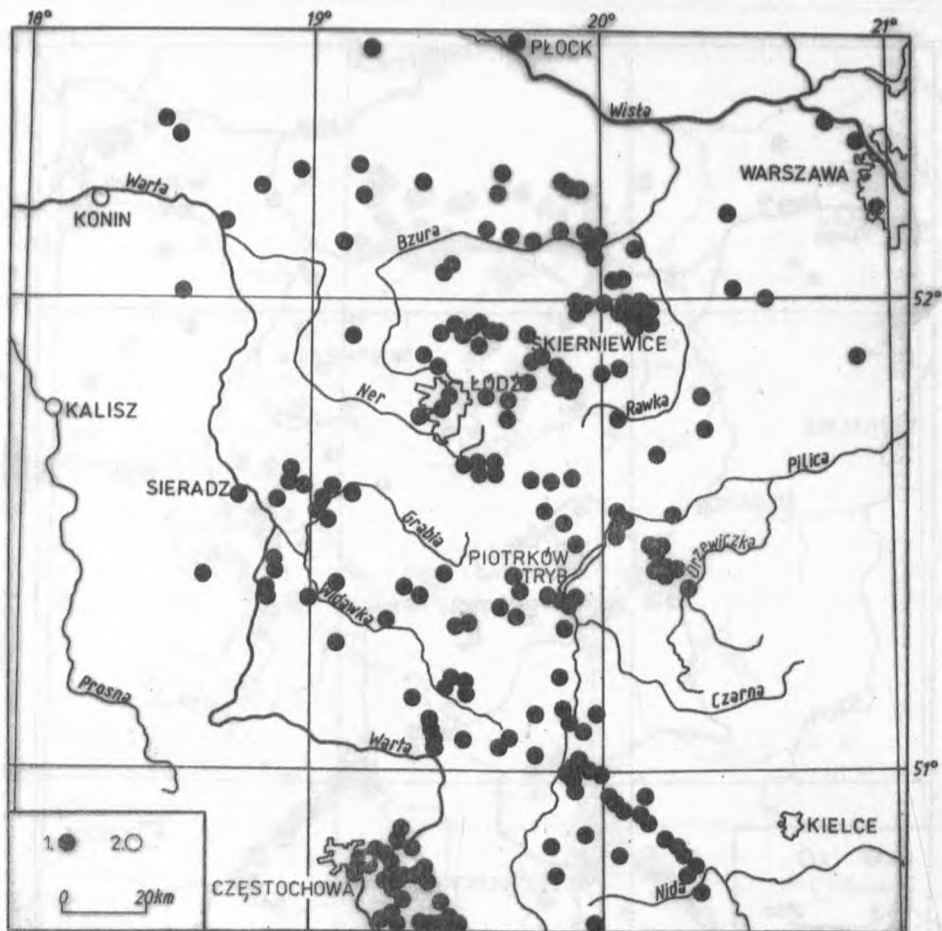 18°
19°
20°
21°
PŁOCK
Wisła
WARSZAWA
Warta
KONIN
Bzura
52°
SKIERNIEWICE
ŁÓDŹ
Ner
KALISZ
Rawka
Pilica
SIERADZ
Grabia
Drzewiczka
PIOTRKÓW
TRYB.
Widawka
Prosna
Czarna
Warta
51°
1. 2.
KIELCE
0 20km
CZĘSTOCHOWA
Nida